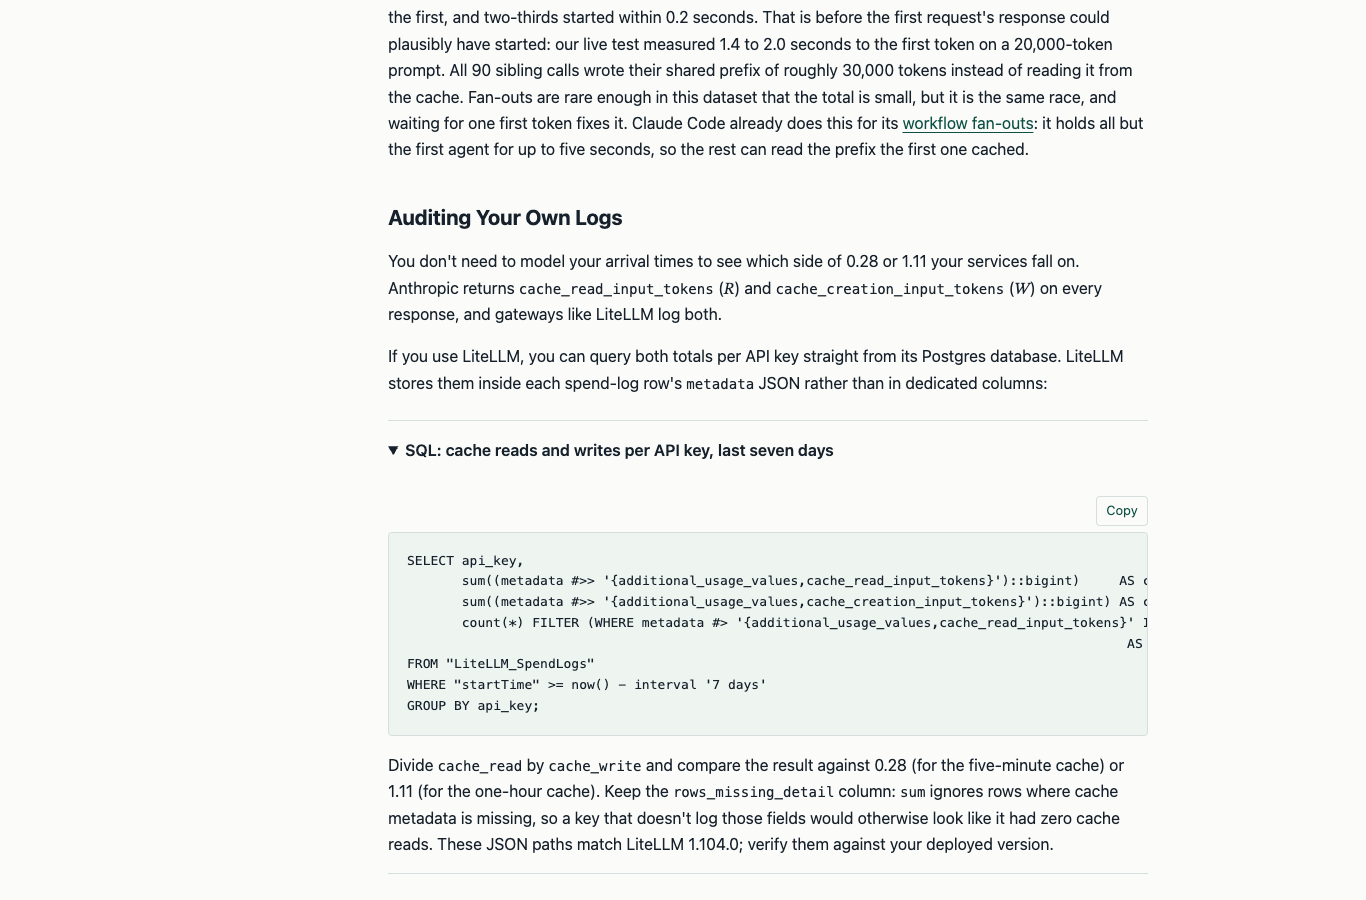 the first, and two-thirds started within 0.2 seconds. That is before the first request's response could
plausibly have started: our live test measured 1.4 to 2.0 seconds to the first token on a 20,000-token
prompt. All 90 sibling calls wrote their shared prefix of roughly 30,000 tokens instead of reading it from
the cache. Fan-outs are rare enough in this dataset that the total is small, but it is the same race, and
waiting for one first token fixes it. Claude Code already does this for its workflow fan-outs: it holds all but
the first agent for up to five seconds, so the rest can read the prefix the first one cached.
Auditing Your Own Logs
You don't need to model your arrival times to see which side of 0.28 or 1.11 your services fall on.
Anthropic returns cache_read_input_tokens (R) and cache_creation_input_tokens (W) on every
response, and gateways like LiteLLM log both.
If you use LiteLLM, you can query both totals per API key straight from its Postgres database. LiteLLM
stores them inside each spend-log row's metadata JSON rather than in dedicated columns:
▼ SQL: cache reads and writes per API key, last seven days
Copy
SELECT api_key,
sum((metadata #>> '{additional_usage_values,cache_read_input_tokens}')::bigint) AS
sum((metadata #>> '{additional_usage_values,cache_creation_input_tokens}')::bigint) AS
count(*) FILTER (WHERE metadata #> '{additional_usage_values,cache_read_input_tokens}'
AS
FROM "LiteLLM_SpendLogs"
WHERE "startTime" >= now() − interval '7 days'
GROUP BY api_key;
Divide cache_read by cache_write and compare the result against 0.28 (for the five-minute cache) or
1.11 (for the one-hour cache). Keep the rows_missing_detail column: sum ignores rows where cache
metadata is missing, so a key that doesn't log those fields would otherwise look like it had zero cache
reads. These JSON paths match LiteLLM 1.104.0; verify them against your deployed version.